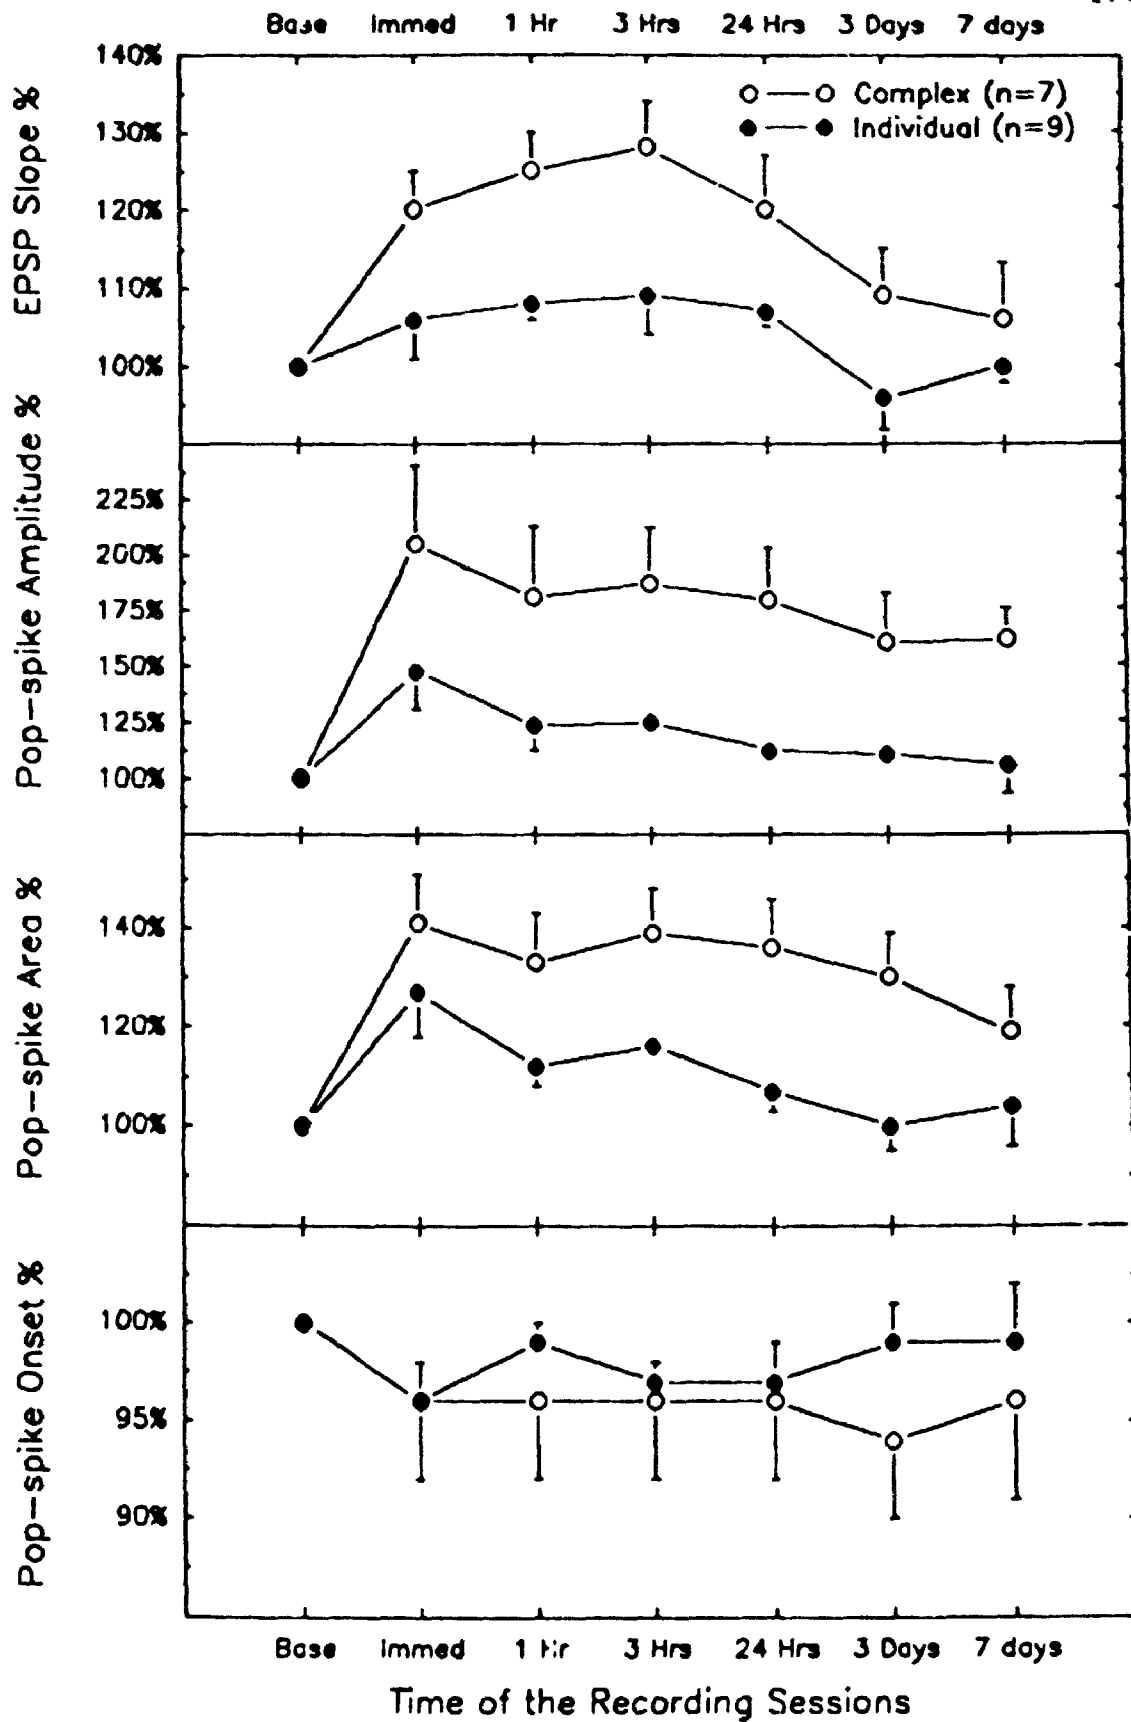 Base Immed 1 Hr 3 Hrs 24 Hrs 3 Days 7 days
140%
130%
120%
110%
100%
EPSP Slope %
Complex (n=7)
Individual (n=9)
225%
200%
175%
150%
125%
100%
Pop-spike Amplitude %
140%
120%
100%
Pop-spike Area %
100%
95%
90%
Pop-spike Onset %
Base Immed 1 Hr 3 Hrs 24 Hrs 3 Days 7 days
Time of the Recording Sessions